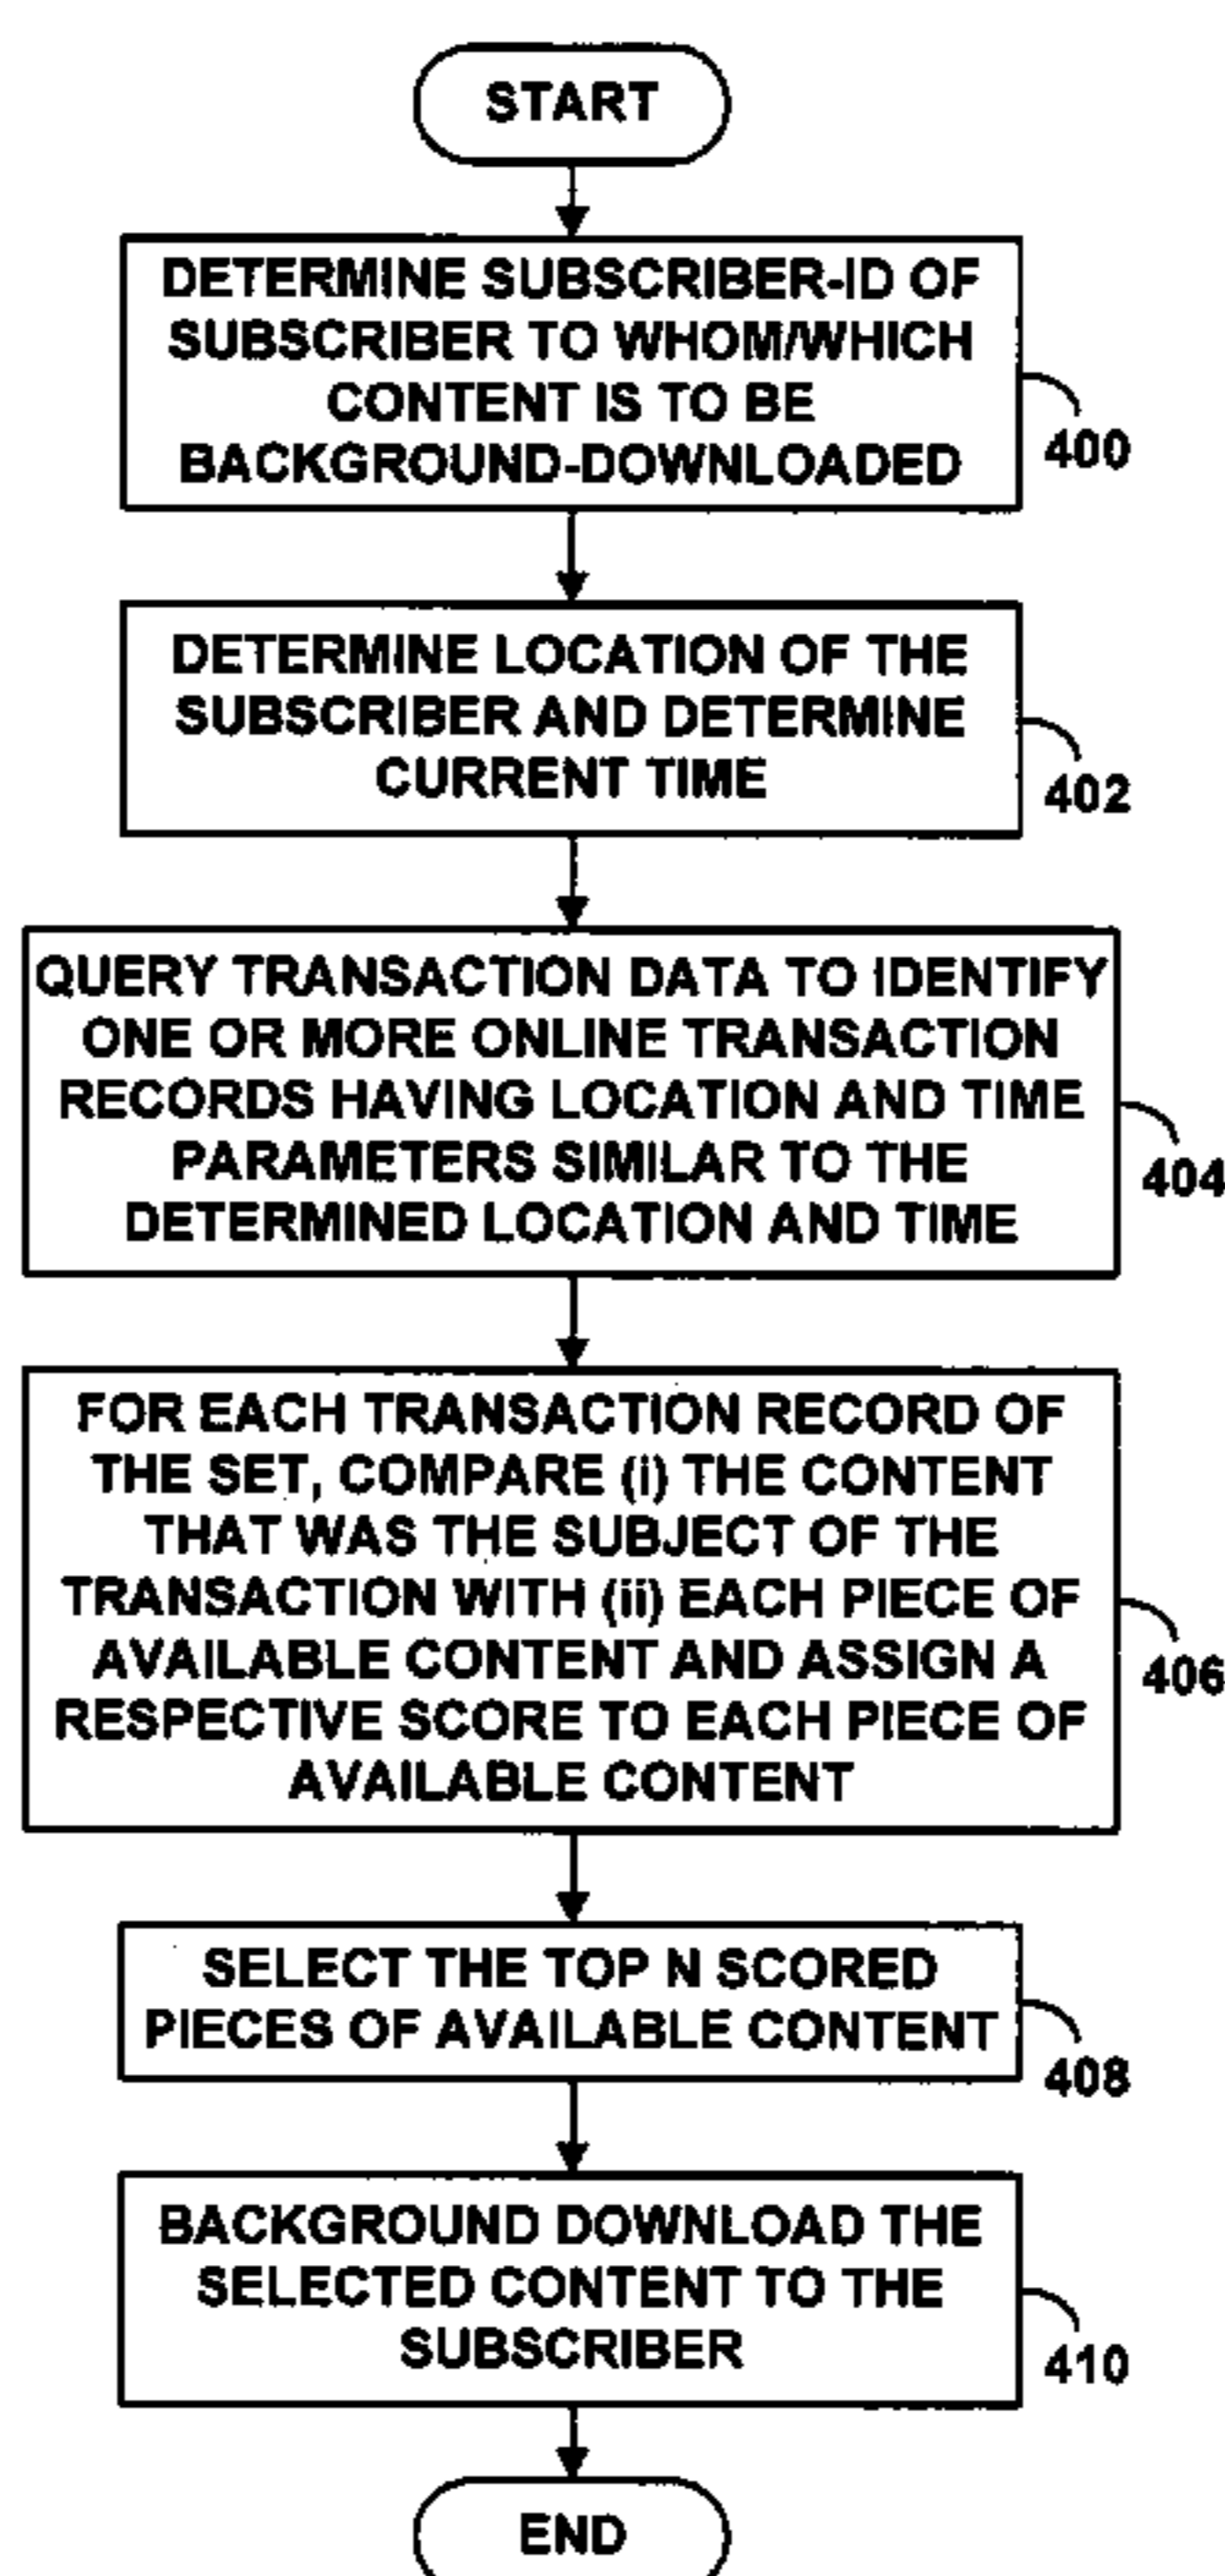 START
DETERMINE SUBSCRIBER-ID OF
SUBSCRIBER TO WHOM/WHICH
CONTENT IS TO BE
BACKGROUND-DOWNLOADED
400
DETERMINE LOCATION OF THE
SUBSCRIBER AND DETERMINE
CURRENT TIME
402
QUERY TRANSACTION DATA TO IDENTIFY
ONE OR MORE ONLINE TRANSACTION
RECORDS HAVING LOCATION AND TIME
PARAMETERS SIMILAR TO THE
DETERMINED LOCATION AND TIME
404
FOR EACH TRANSACTION RECORD OF
THE SET, COMPARE (i) THE CONTENT
THAT WAS THE SUBJECT OF THE
TRANSACTION WITH (ii) EACH PIECE OF
AVAILABLE CONTENT AND ASSIGN A
RESPECTIVE SCORE TO EACH PIECE OF
AVAILABLE CONTENT
406
SELECT THE TOP N SCORED
PIECES OF AVAILABLE CONTENT
408
BACKGROUND DOWNLOAD THE
SELECTED CONTENT TO THE
SUBSCRIBER
410
END